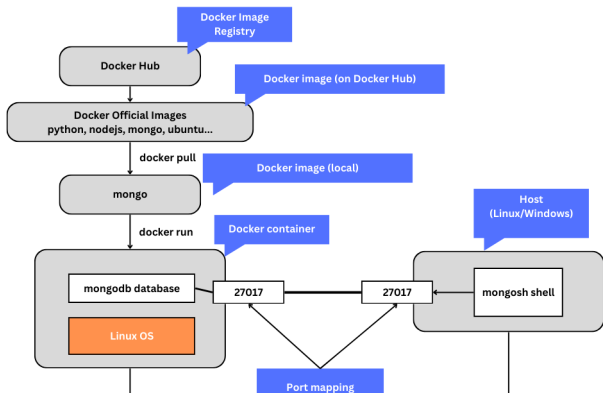 Docker Image
Registry
Docker Hub
Docker image (on Docker Hub)
Docker Official Images
python, nodejs, mongo, ubuntu...
docker pull
Docker image (local)
mongo
Host
(Linux/Windows)
docker run
Docker container
mongodb database
27017
27017
mongosh shell
Linux OS
Port mapping